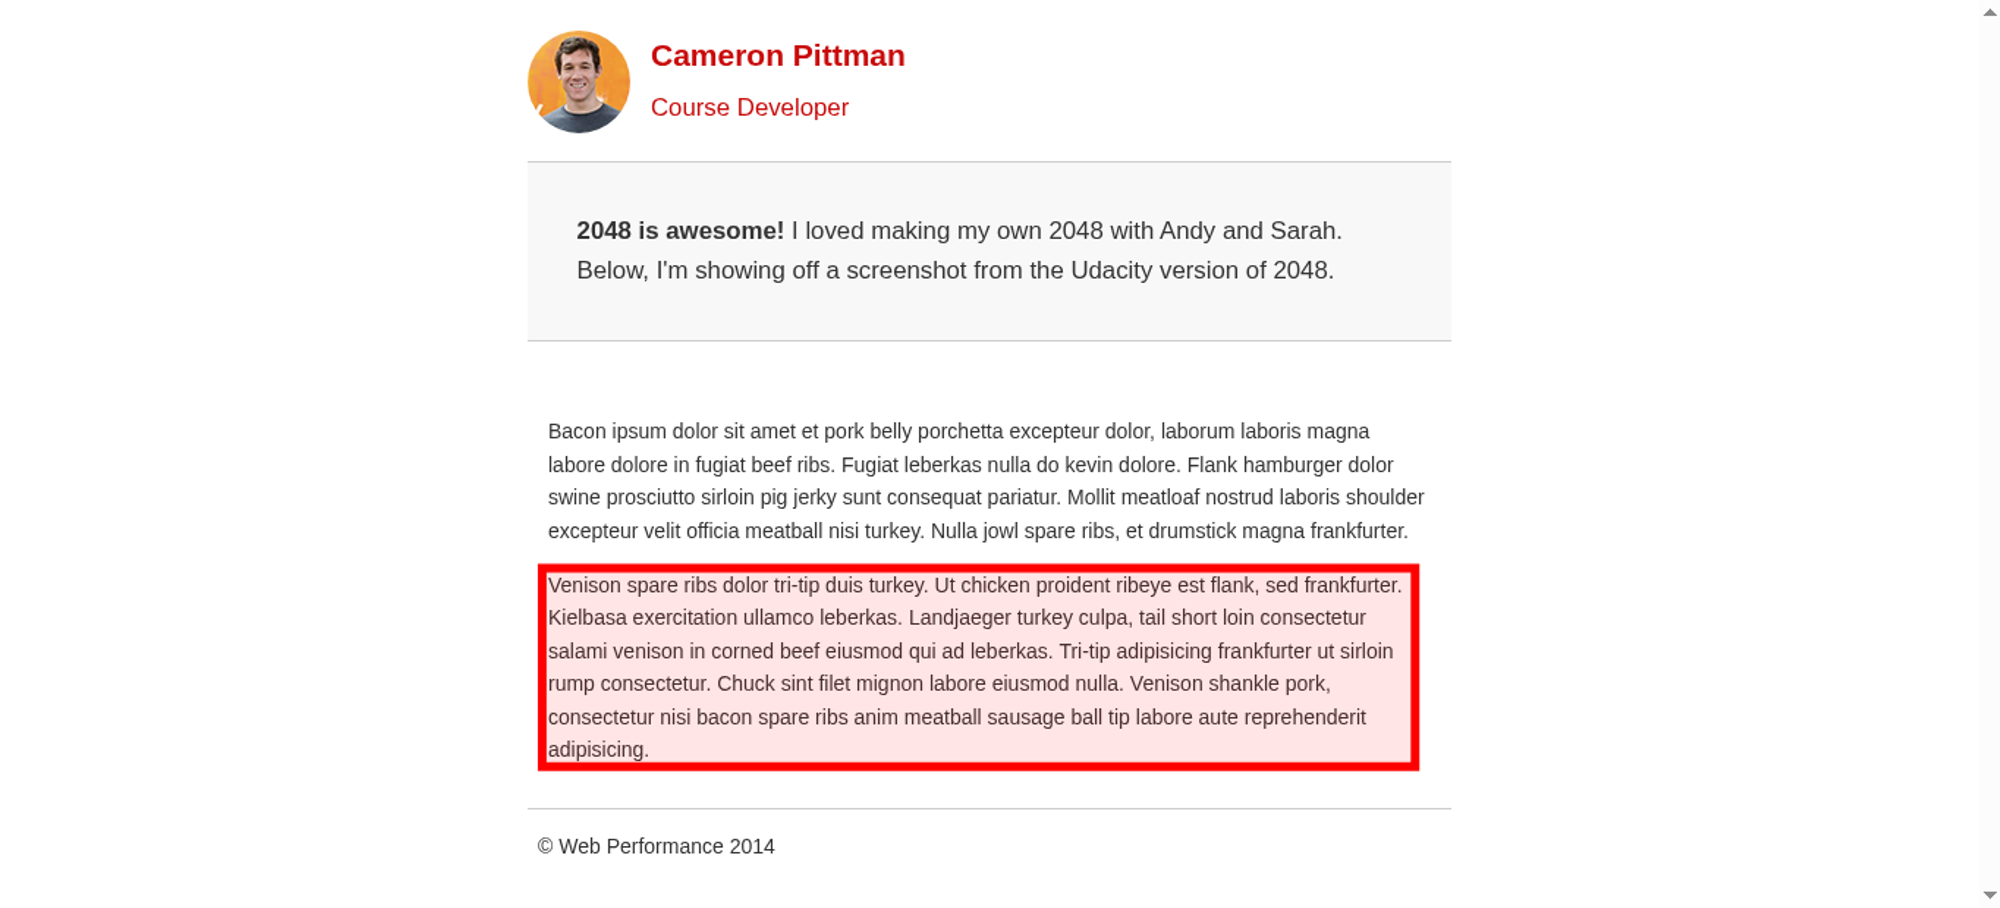 Cameron Pittman
Course Developer
2048 is awesome! I loved making my own 2048 with Andy and Sarah.
Below, I'm showing off a screenshot from the Udacity version of 2048.
Bacon ipsum dolor sit amet et pork belly porchetta excepteur dolor, laborum laboris magna
labore dolore in fugiat beef ribs. Fugiat leberkas nulla do kevin dolore. Flank hamburger dolor
swine prosciutto sirloin pig jerky sunt consequat pariatur. Mollit meatloaf nostrud laboris shoulder
excepteur velit officia meatball nisi turkey. Nulla jowl spare ribs, et drumstick magna frankfurter.
Venison spare ribs dolor tri-tip duis turkey. Ut chicken proident ribeye est flank, sed frankfurter.
Kielbasa exercitation ullamco leberkas. Landjaeger turkey culpa, tail short loin consectetur
salami venison in corned beef eiusmod qui ad leberkas. Tri-tip adipisicing frankfurter ut sirloin
rump consectetur. Chuck sint filet mignon labore eiusmod nulla. Venison shankle pork,
consectetur nisi bacon spare ribs anim meatball sausage ball tip labore aute reprehenderit
adipisicing.
© Web Performance 2014